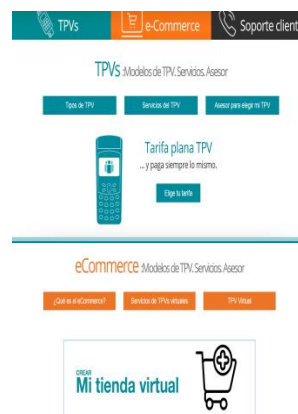 TPVs
e-Commerce
Soporte client
TPVs :Modelos de TPV. Servicios. Asesor
Tipos de TPV
Servicios del TPV
Asesor para elegir mi TPV
Tarifa plana TPV
... y paga siempre lo mismo.
Elige tu tarifa
eCommerce :Modelos de TPV. Servicios. Asesor
¿Qué es el eCommerce?
Servicios de TPVs virtuales
TPV Virtual
CREAR
Mi tienda virtual